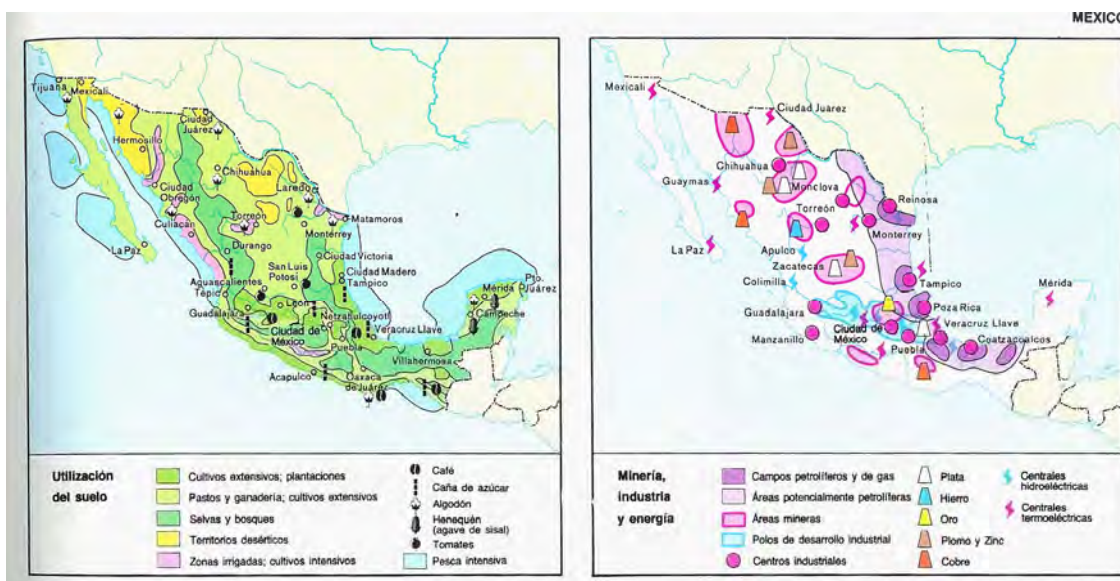 MEXICO
Tijuana
Mexicali
Ciudad
Juárez
Hermosillo
Chihuahua
Ciudad
Obregón
Laredo
Culiacán
Torreón
Matamoros
Monterrey
La Paz
Durango
Ciudad Victoria
San Luis
Potosí
Ciudad Madero
Tampico
Aguascalientes
Tepic
León
Mérida
Pto.
Juárez
Guadalajara
Netzahulcoyotl
Campeche
Ciudad de
México
Veracruz Llave
Puebla
Villahermosa
Acapulco
Oaxaca
de Juárez
Utilización
del suelo
Cultivos extensivos; plantaciones
Pastos y ganadería; cultivos extensivos
Selvas y bosques
Territorios desérticos
Zonas irrigadas; cultivos intensivos
Café
Caña de azúcar
Algodón
Henequén
(agave de sisal)
Tomates
Pesca intensiva
Mexicali
Ciudad Juárez
Chihuahua
Guaymas
Monclova
Reinosa
Torreón
La Paz
Apulco
Monterrey
Zacatecas
Colimilla
Tampico
Mérida
Guadalajara
Poza Rica
Manzanillo
Ciudad de
México
Veracruz Llave
Puebla
Coatzacoalcos
Minería,
industria
y energía
Campos petrolíferos y de gas
Áreas potencialmente petrolíferas
Áreas mineras
Polos de desarrollo industrial
Centros industriales
Plata
Hierro
Oro
Plomo y Zinc
Cobre
Centrales
hidroeléctricas
Centrales
termoeléctricas